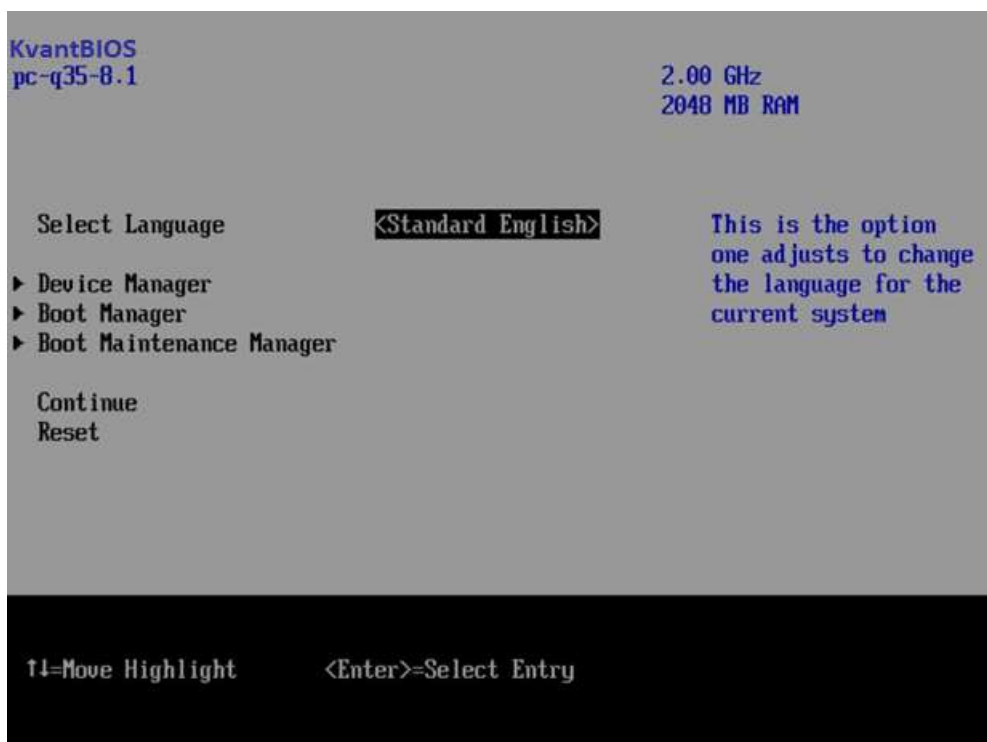 KvantBIOS
pc-q35-8.1
2.00 GHz
2048 MB RAM
Select Language <Standard English>
This is the option
one adjusts to change
the language for the
current system
▶ Device Manager
▶ Boot Manager
▶ Boot Maintenance Manager
Continue
Reset
↑↓=Move Highlight <Enter>=Select Entry